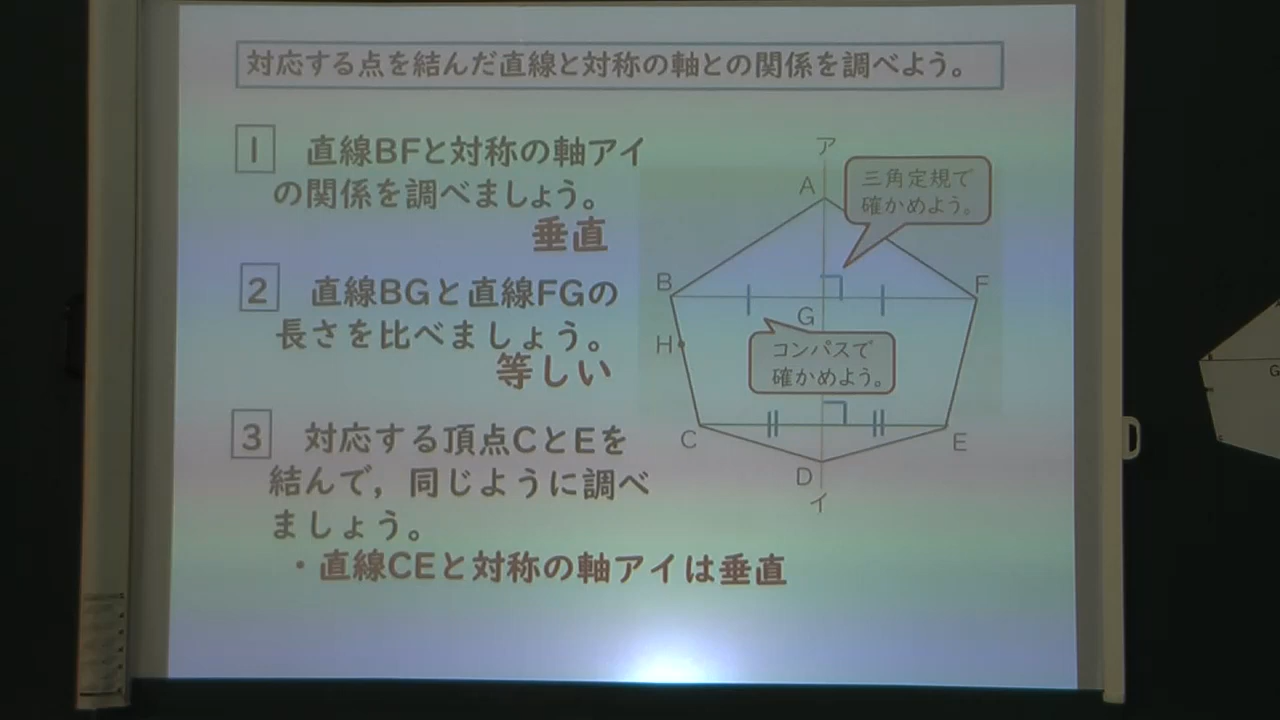 対応する点を結んだ直線と対称の軸との関係を調べよう。
1 直線BFと対称の軸アイ
の関係を調べましょう。
垂直
2 直線BGと直線FGの
長さを比べましょう。
等しい
3 対応する頂点CとEを
結んで，同じように調べ
ましょう。
・直線CEと対称の軸アイは垂直
ア
A
三角定規で
確かめよう。
B
F
G
H
コンパスで
確かめよう。
C
E
D
イ
G